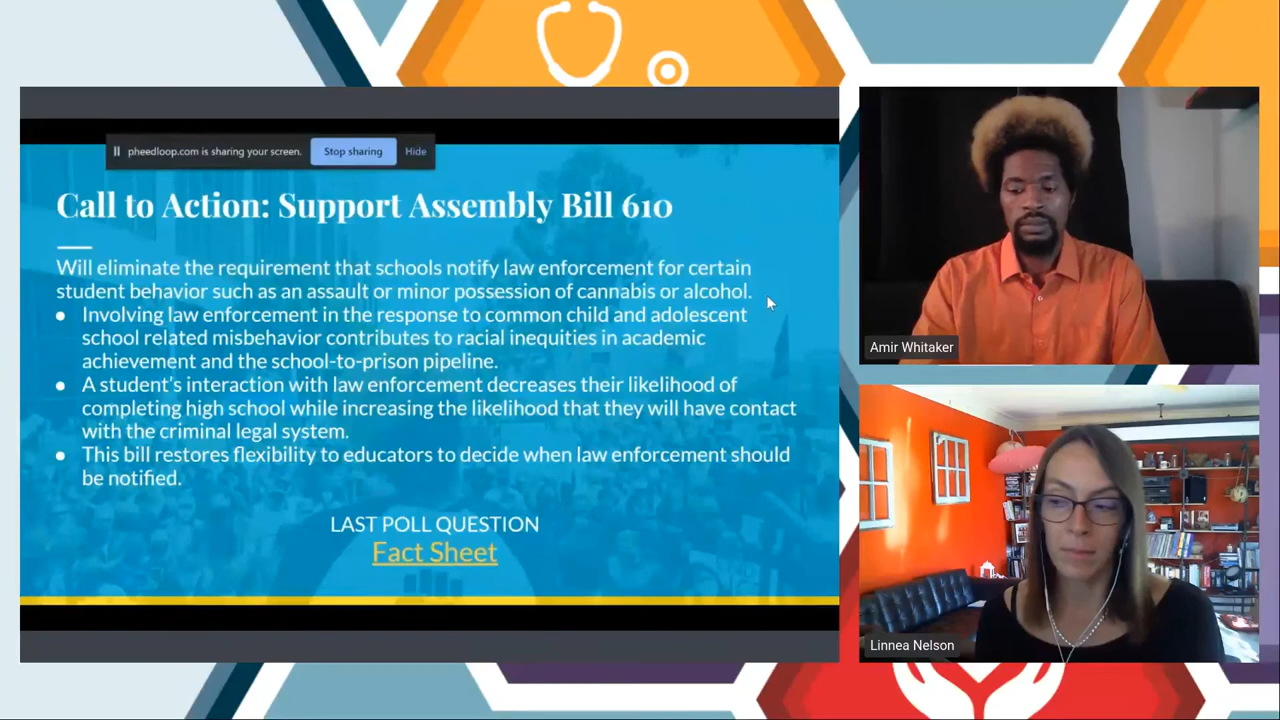 pheedloop.com is sharing your screen. Stop sharing Hide
Call to Action: Support Assembly Bill 610
Will eliminate the requirement that schools notify law enforcement for certain
student behavior such as an assault or minor possession of cannabis or alcohol.
● Involving law enforcement in the response to common child and adolescent
school related misbehavior contributes to racial inequities in academic
achievement and the school-to-prison pipeline.
● A student's interaction with law enforcement decreases their likelihood of
completing high school while increasing the likelihood that they will have contact
with the criminal legal system.
● This bill restores flexibility to educators to decide when law enforcement should
be notified.
LAST POLL QUESTION
Fact Sheet
Amir Whitaker
Linnea Nelson